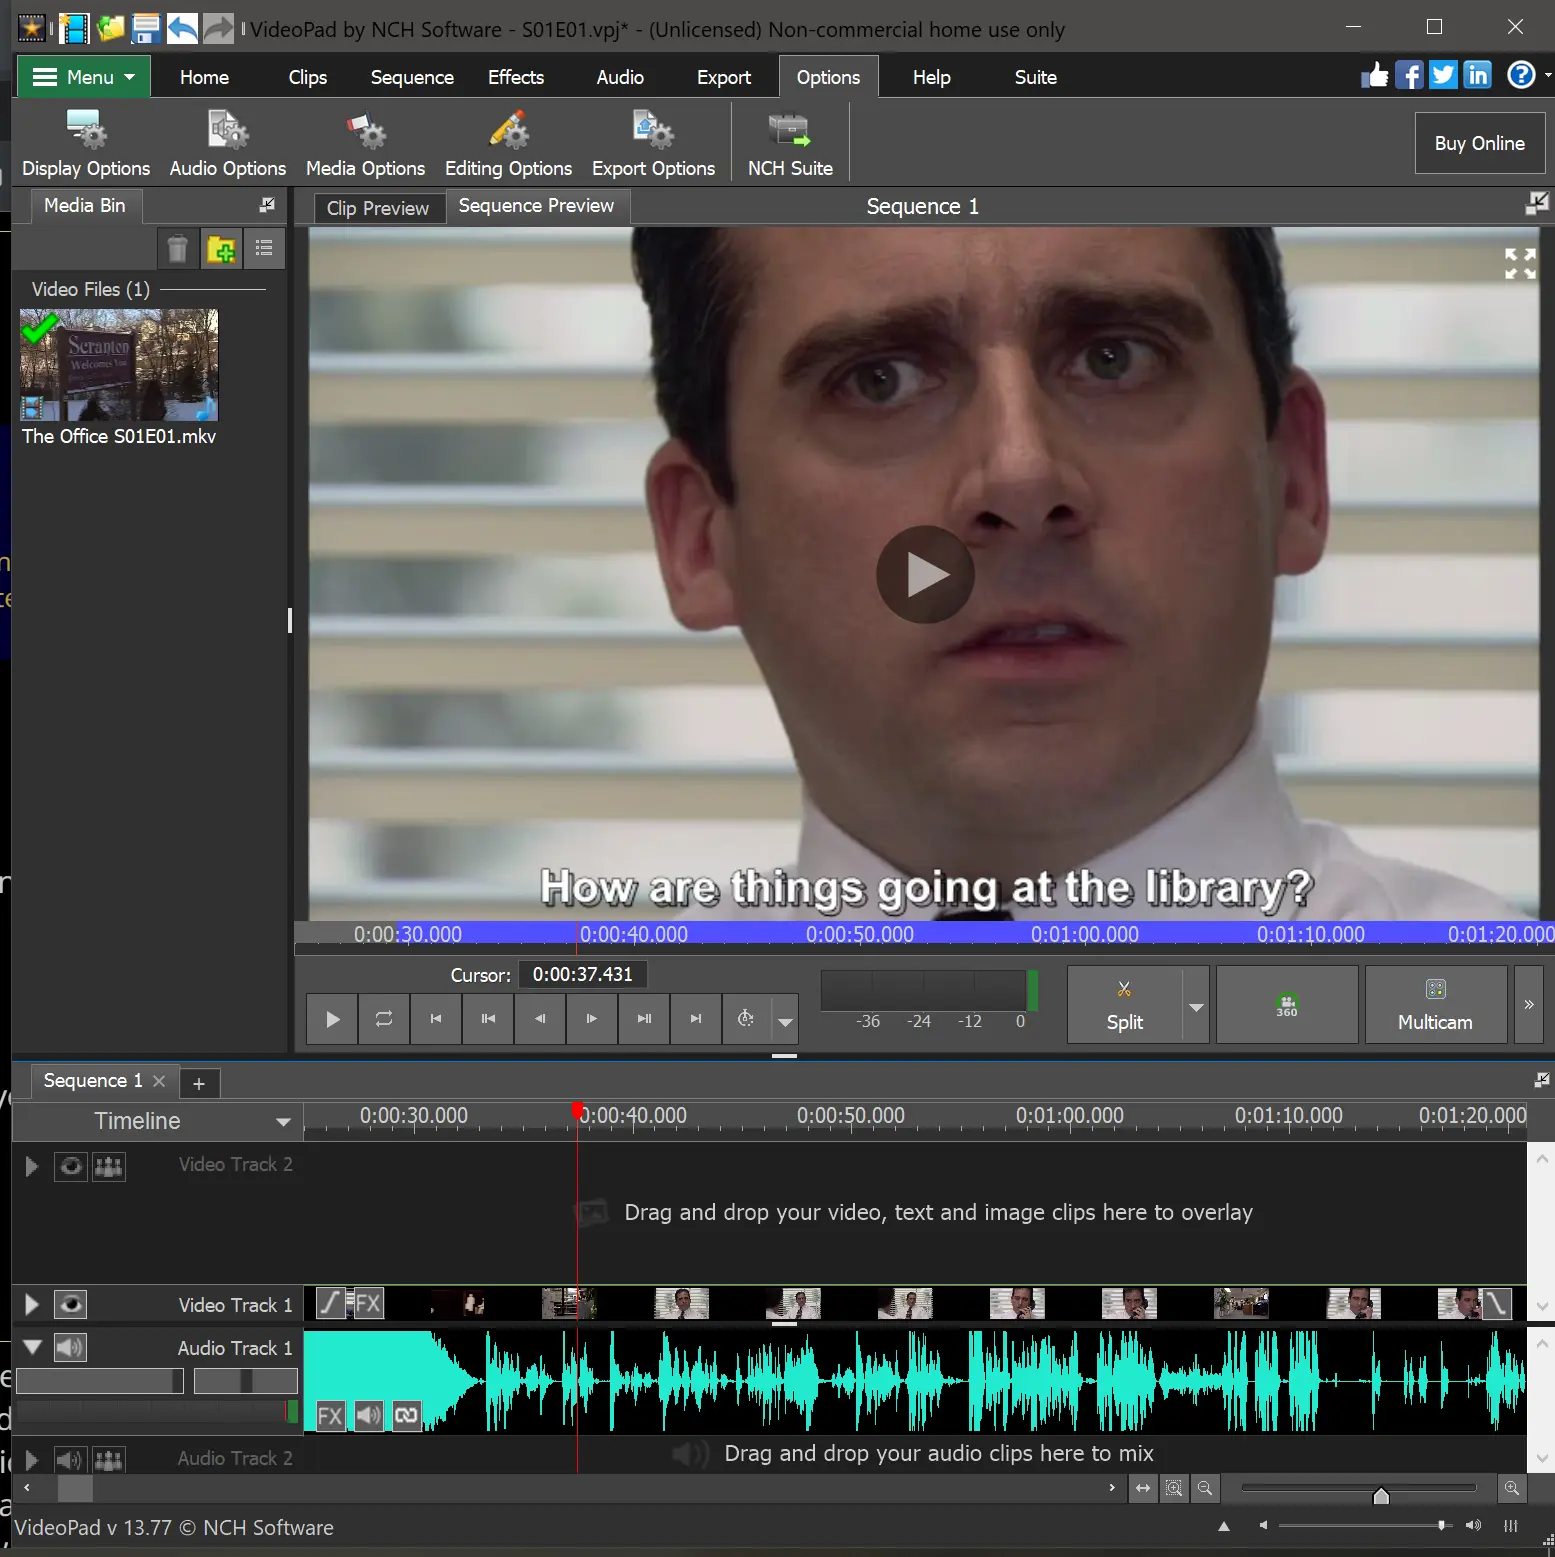 VideoPad by NCH Software - S01E01.vpj* - (Unlicensed) Non-commercial home use only
Menu Home Clips Sequence Effects Audio Export Options Help Suite
Display Options Audio Options Media Options Editing Options Export Options NCH Suite Buy Online
Media Bin Clip Preview Sequence Preview Sequence 1
Video Files (1)
Scranton
Welcomes You
The Office S01E01.mkv
How are things going at the library?
0:00:30.000 0:00:40.000 0:00:50.000 0:01:00.000 0:01:10.000 0:01:20.000
Cursor: 0:00:37.431
-36 -24 -12 0 Split 360 Multicam
Sequence 1
Timeline 0:00:30.000 0:00:40.000 0:00:50.000 0:01:00.000 0:01:10.000 0:01:20.000
Video Track 2
Drag and drop your video, text and image clips here to overlay
Video Track 1 FX
Audio Track 1
FX
Audio Track 2 Drag and drop your audio clips here to mix
VideoPad v 13.77 © NCH Software